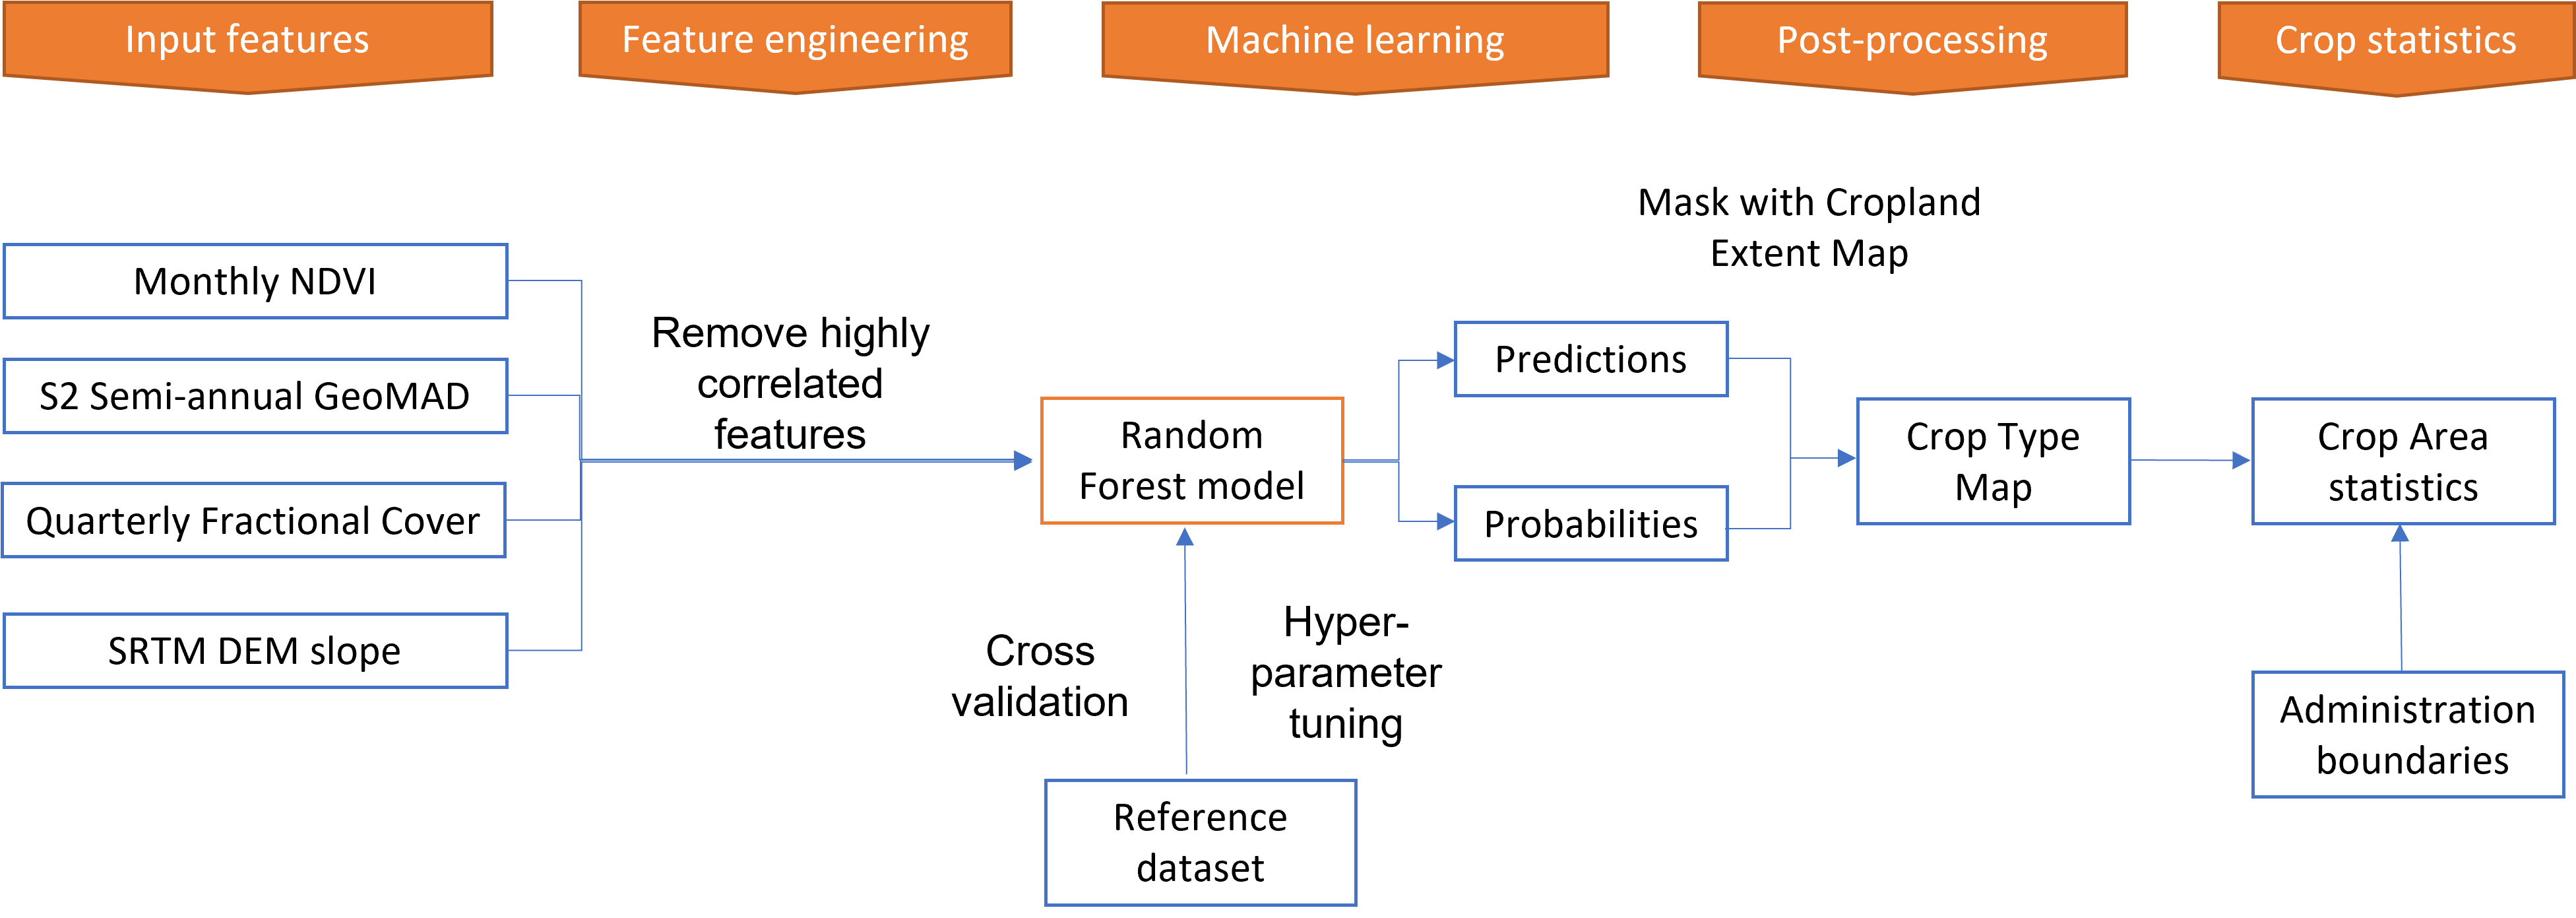 Input features
Feature engineering
Machine learning
Post-processing
Crop statistics
Mask with Cropland
Extent Map
Monthly NDVI
S2 Semi-annual GeoMAD
Quarterly Fractional Cover
SRTM DEM slope
Remove highly
correlated
features
Random
Forest model
Predictions
Probabilities
Crop Type
Map
Crop Area
statistics
Cross
validation
Hyper-
parameter
tuning
Reference
dataset
Administration
boundaries